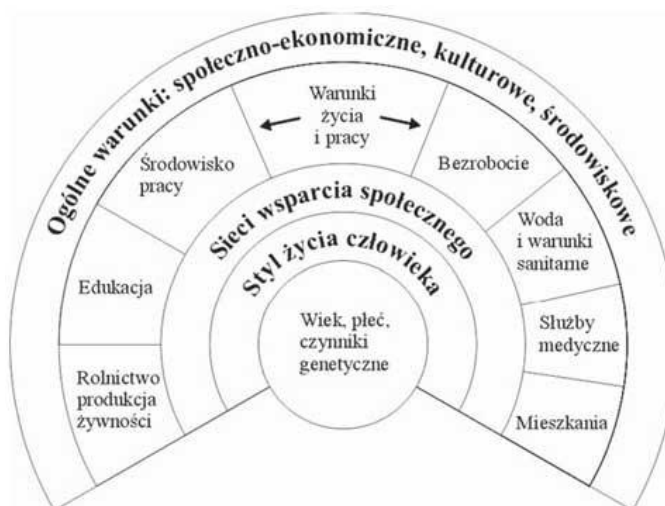 Ogólne warunki: społeczno-ekonomiczne, kulturowe, środowiskowe
Warunki
życia
i pracy
Środowisko
pracy
Bezrobocie
Edukacja
Woda
i warunki
sanitarne
Rolnictwo
produkcja
żywności
Służby
medyczne
Mieszkania
Sieci wsparcia społecznego
Styl życia człowieka
Wiek, płeć,
czynniki
genetyczne